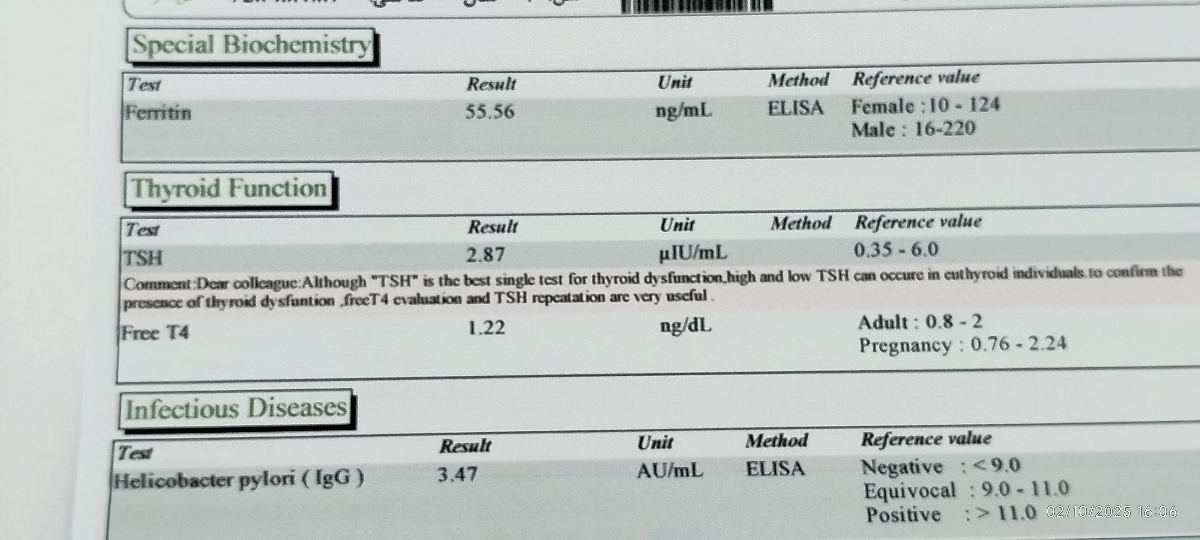 Special Biochemistry
Test Result Unit Method Reference value
Ferritin 55.56 ng/mL ELISA Female :10 - 124
Male : 16-220
Thyroid Function
Test Result Unit Method Reference value
TSH 2.87 µIU/mL 0.35 - 6.0
Comment:Dear colleague:Although "TSH" is the best single test for thyroid dysfunction,high and low TSH can occure in euthyroid individuals.to confirm the
presence of thyroid dysfuntion ,freeT4 evaluation and TSH repeatation are very useful .
Free T4 1.22 ng/dL Adult : 0.8 - 2
Pregnancy : 0.76 - 2.24
Infectious Diseases
Test Result Unit Method Reference value
Helicobacter pylori ( IgG ) 3.47 AU/mL ELISA Negative : < 9.0
Equivocal : 9.0 - 11.0
Positive : > 11.0
02/10/2025 16:06